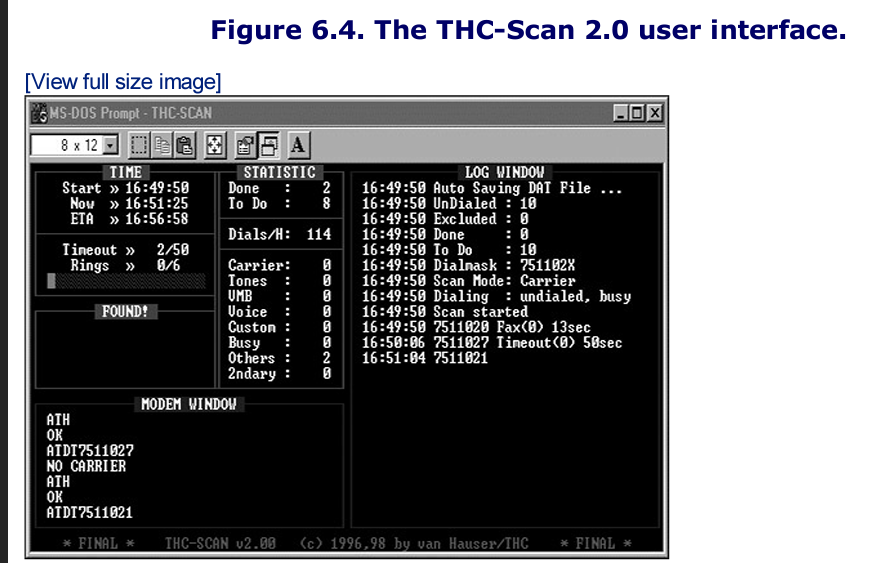 Figure 6.4. The THC-Scan 2.0 user interface.
[View full size image]
MS-DOS Prompt - THC-SCAN
8 x 12
A
TIME
Start » 16:49:50
Now » 16:51:25
ETA » 16:56:58
Timeout » 2/50
Rings » 0/6
FOUND!
STATISTIC
Done : 2
To Do : 8
Dials/H: 114
Carrier: 0
Tones : 0
VMB : 0
Voice : 0
Custom : 0
Busy : 0
Others : 2
2ndary : 0
LOG WINDOW
16:49:50 Auto Saving DAT File ...
16:49:50 UnDialed : 10
16:49:50 Excluded : 0
16:49:50 Done : 0
16:49:50 To Do : 10
16:49:50 Dialmask : 751102X
16:49:50 Scan Mode: Carrier
16:49:50 Dialing : undialed, busy
16:49:50 Scan started
16:49:50 7511020 Fax(0) 13sec
16:50:06 7511027 Timeout(0) 50sec
16:51:04 7511021
MODEM WINDOW
ATH
OK
ATDT7511027
NO CARRIER
ATH
OK
ATDT7511021
* FINAL * THC-SCAN v2.00 (c) 1996,98 by van Hauser/THC * FINAL *